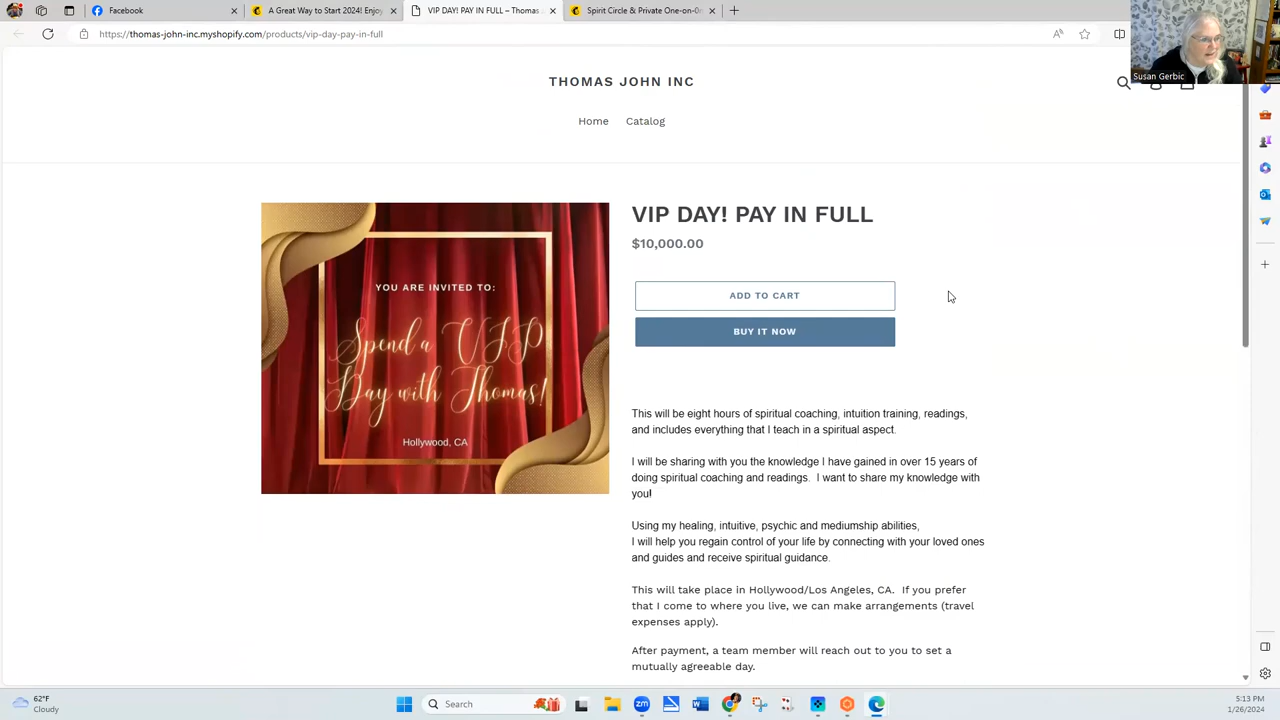 Facebook
A Great Way to Start 2024! Enjoy
VIP DAY! PAY IN FULL – Thomas
Spirit Circle & Private One-on-O
https://thomas-john-inc.myshopify.com/products/vip-day-pay-in-full
Susan Gerbic
THOMAS JOHN INC
Home Catalog
YOU ARE INVITED TO:
Spend a VIP
Day with Thomas!
Hollywood, CA
VIP DAY! PAY IN FULL
$10,000.00
ADD TO CART
BUY IT NOW
This will be eight hours of spiritual coaching, intuition training, readings,
and includes everything that I teach in a spiritual aspect.
I will be sharing with you the knowledge I have gained in over 15 years of
doing spiritual coaching and readings. I want to share my knowledge with
you!
Using my healing, intuitive, psychic and mediumship abilities,
I will help you regain control of your life by connecting with your loved ones
and guides and receive spiritual guidance.
This will take place in Hollywood/Los Angeles, CA. If you prefer
that I come to where you live, we can make arrangements (travel
expenses apply).
After payment, a team member will reach out to you to set a
mutually agreeable day.
62°F
Cloudy
Search
5:13 PM
1/26/2024